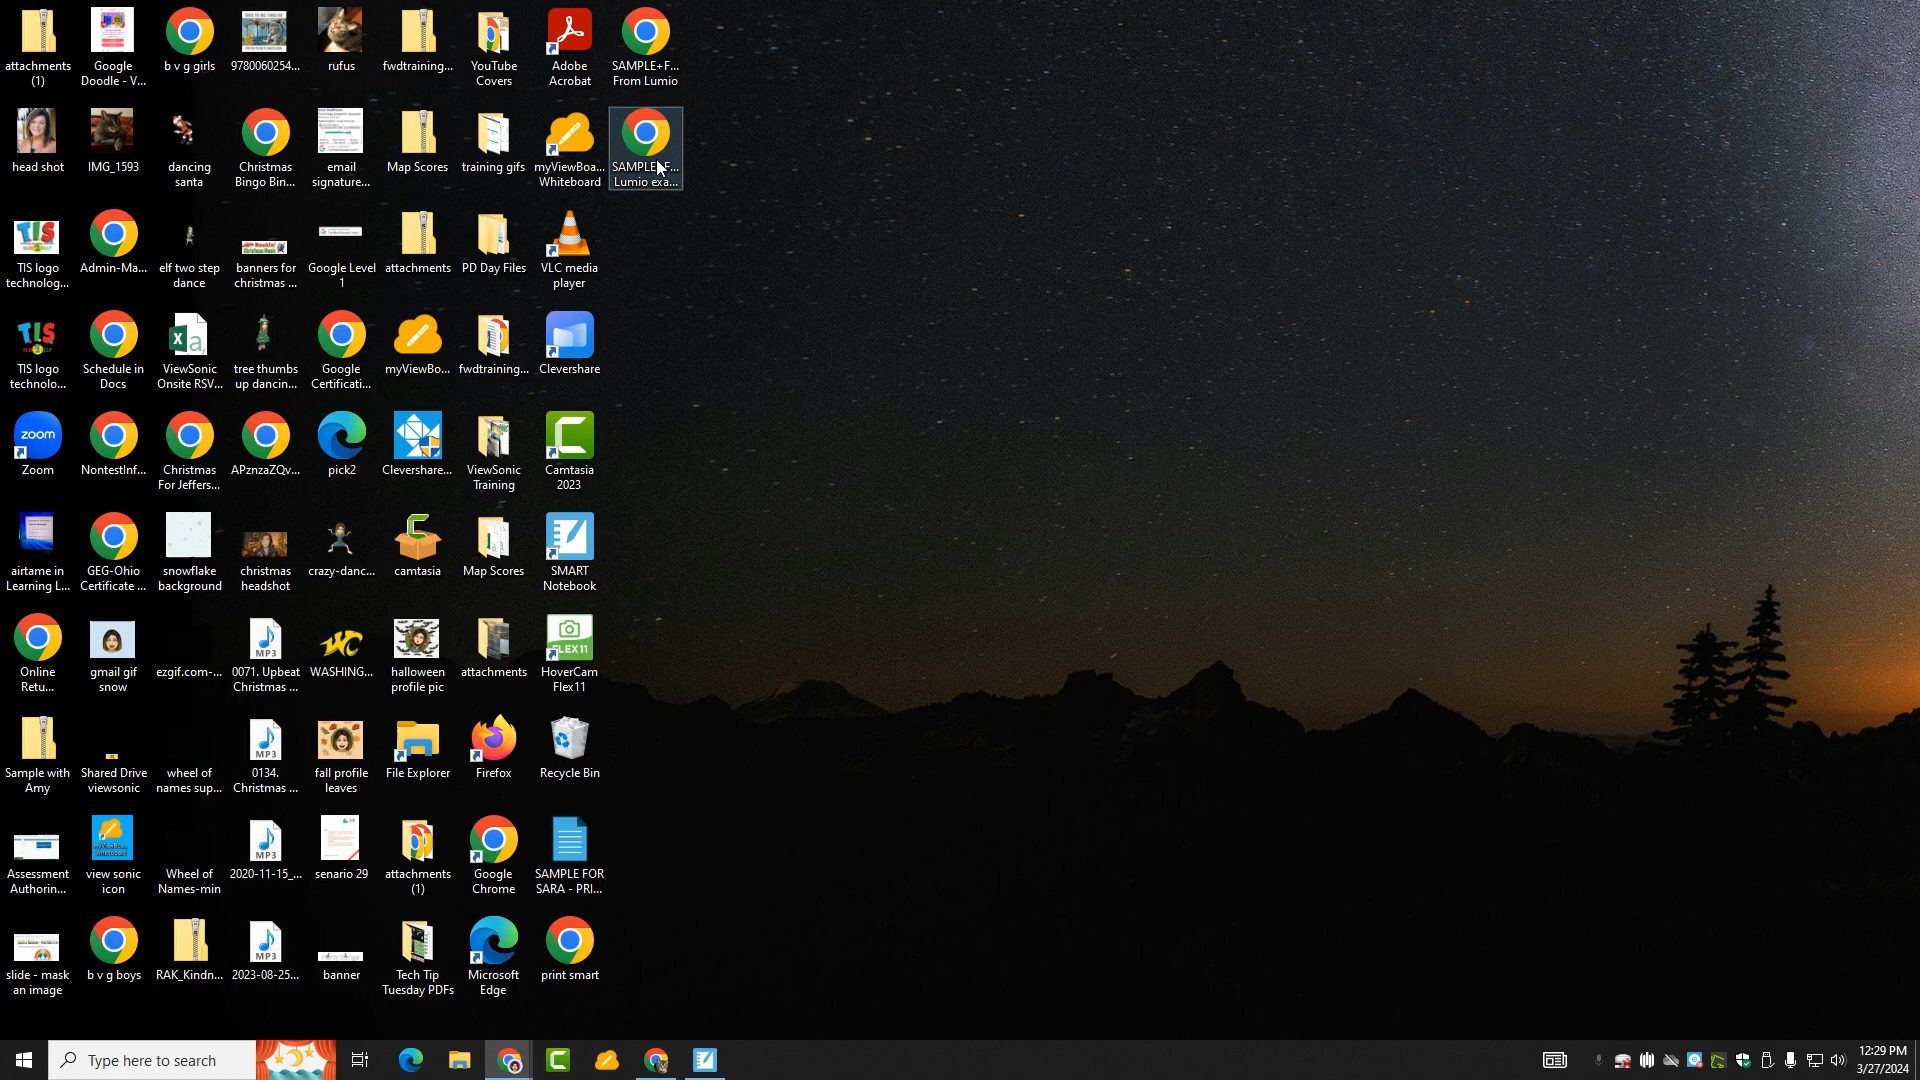 attachments
(1)
Google
Doodle - V...
b v g girls
9780060254...
rufus
fwdtraining...
YouTube
Covers
Adobe
Acrobat
SAMPLE+F...
From Lumio
head shot
IMG_1593
dancing
santa
Christmas
Bingo Bin...
email
signature...
Map Scores
training gifs
myViewBoa...
Whiteboard
SAMPLE+F...
Lumio exa...
TIS logo
technolog...
Admin-Ma...
elf two step
dance
banners for
christmas ...
Google Level
1
attachments
PD Day Files
VLC media
player
TIS logo
technolo...
Schedule in
Docs
ViewSonic
Onsite RSV...
tree thumbs
up dancin...
Google
Certificati...
myViewBo...
fwdtraining...
Clevershare
zoom
Zoom
NontestInf...
Christmas
For Jeffers...
APznzaZQv...
pick2
Clevershare...
ViewSonic
Training
Camtasia
2023
airtame in
Learning L...
GEG-Ohio
Certificate ...
snowflake
background
christmas
headshot
crazy-danc...
camtasia
Map Scores
SMART
Notebook
Online
Retu...
gmail gif
snow
ezgif.com-...
0071. Upbeat
Christmas ...
WASHING...
halloween
profile pic
attachments
FLEX11
HoverCam
Flex11
Sample with
Amy
Shared Drive
viewsonic
wheel of
names sup...
MP3
0134.
Christmas ...
fall profile
leaves
File Explorer
Firefox
Recycle Bin
Assessment
Authorin...
view sonic
icon
Wheel of
Names-min
MP3
2020-11-15_...
senario 29
attachments
(1)
Google
Chrome
SAMPLE FOR
SARA - PRI...
slide - mask
an image
b v g boys
RAK_Kindn...
MP3
2023-08-25...
banner
Tech Tip
Tuesday PDFs
Microsoft
Edge
print smart
Type here to search
12:29 PM
3/27/2024